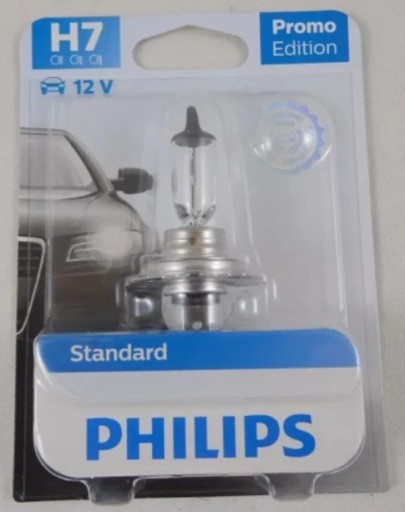 H7
Promo
Edition
12 V
Standard
PHILIPS